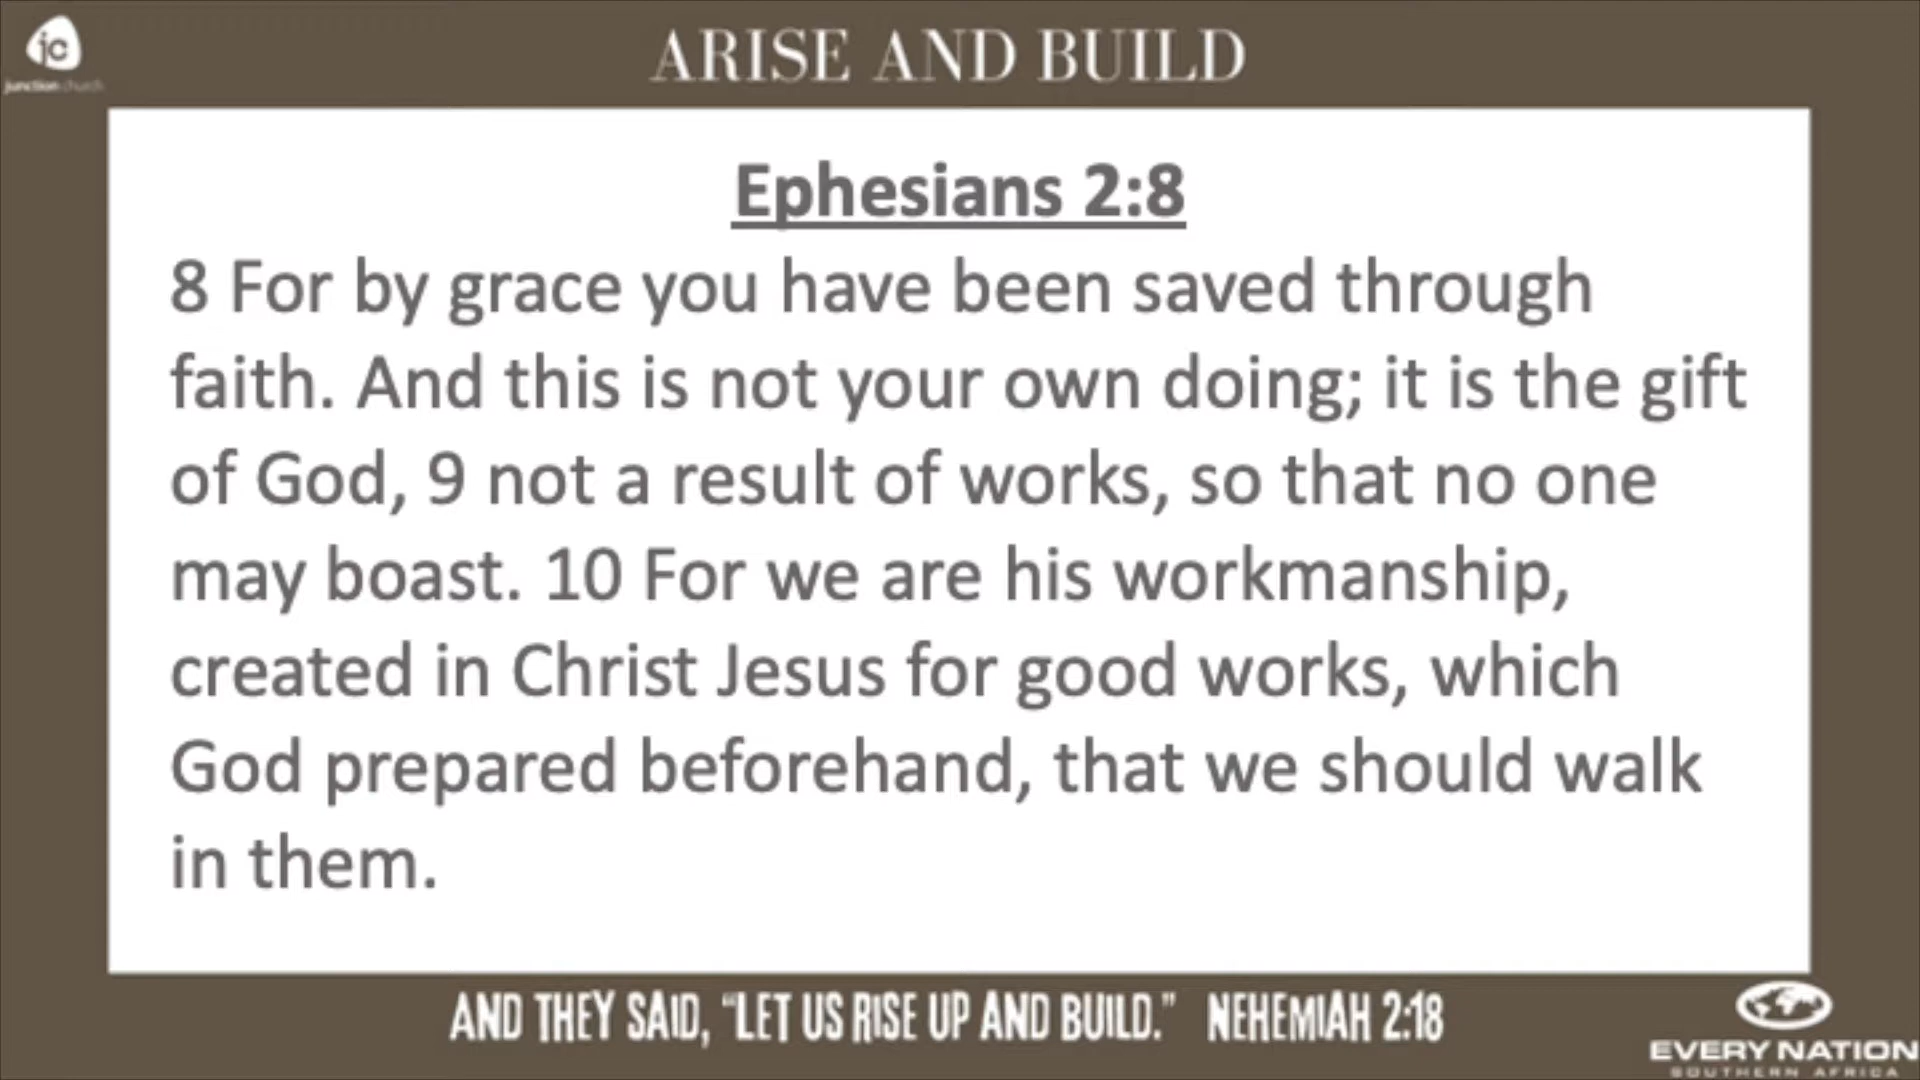 jc
junction church
ARISE AND BUILD
Ephesians 2:8
8 For by grace you have been saved through
faith. And this is not your own doing; it is the gift
of God, 9 not a result of works, so that no one
may boast. 10 For we are his workmanship,
created in Christ Jesus for good works, which
God prepared beforehand, that we should walk
in them.
AND THEY SAID, “LET US RISE UP AND BUILD.” NEHEMIAH 2:18
EVERY NATION
SOUTHERN AFRICA